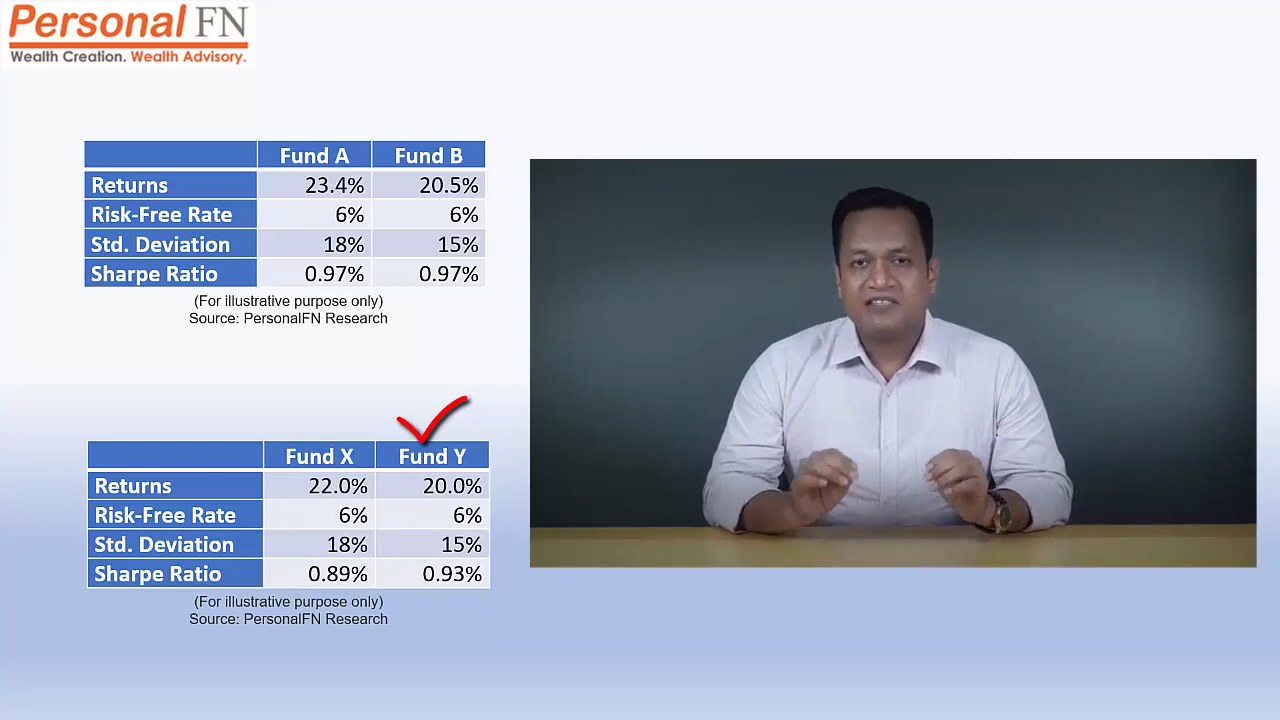 Personal FN
Wealth Creation. Wealth Advisory.
Fund A Fund B
Returns 23.4% 20.5%
Risk-Free Rate 6% 6%
Std. Deviation 18% 15%
Sharpe Ratio 0.97% 0.97%
(For illustrative purpose only)
Source: PersonalFN Research
Fund X Fund Y
Returns 22.0% 20.0%
Risk-Free Rate 6% 6%
Std. Deviation 18% 15%
Sharpe Ratio 0.89% 0.93%
(For illustrative purpose only)
Source: PersonalFN Research